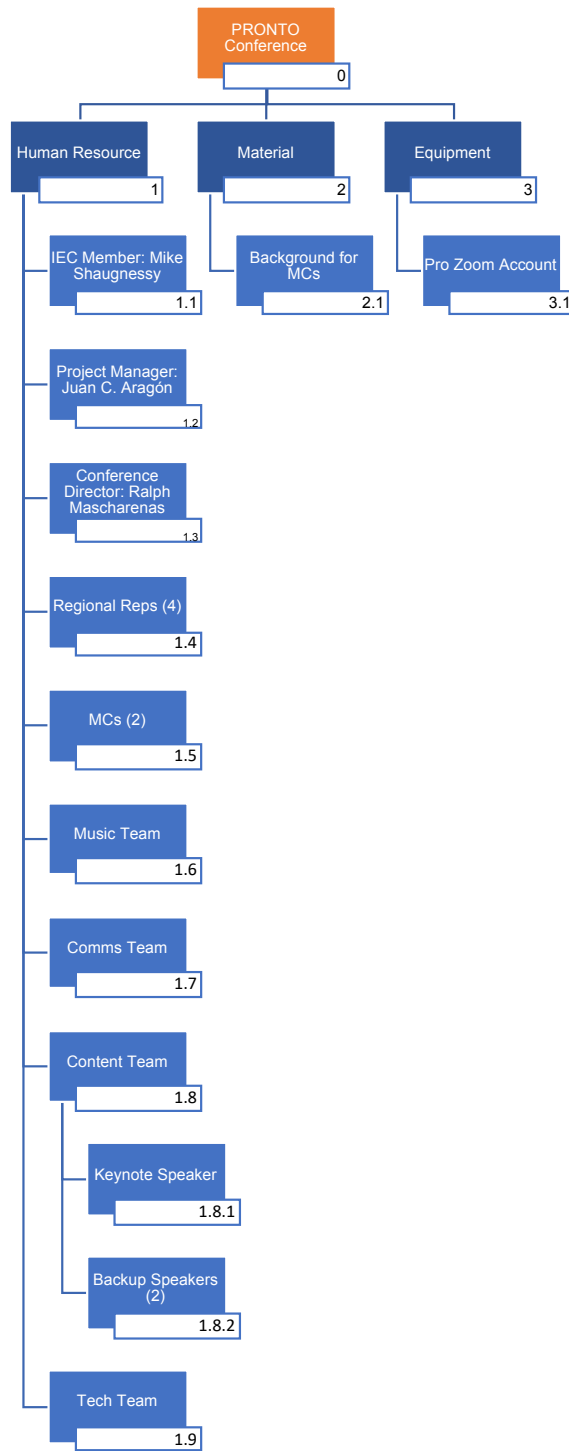 PRONTO
Conference
0
Human Resource
1
Material
2
Equipment
3
IEC Member: Mike
Shaugnessy
1.1
Background for
MCs
2.1
Pro Zoom Account
3.1
Project Manager:
Juan C. Aragón
1.2
Conference
Director: Ralph
Mascharenas
1.3
Regional Reps (4)
1.4
MCs (2)
1.5
Music Team
1.6
Comms Team
1.7
Content Team
1.8
Keynote Speaker
1.8.1
Backup Speakers
(2)
1.8.2
Tech Team
1.9